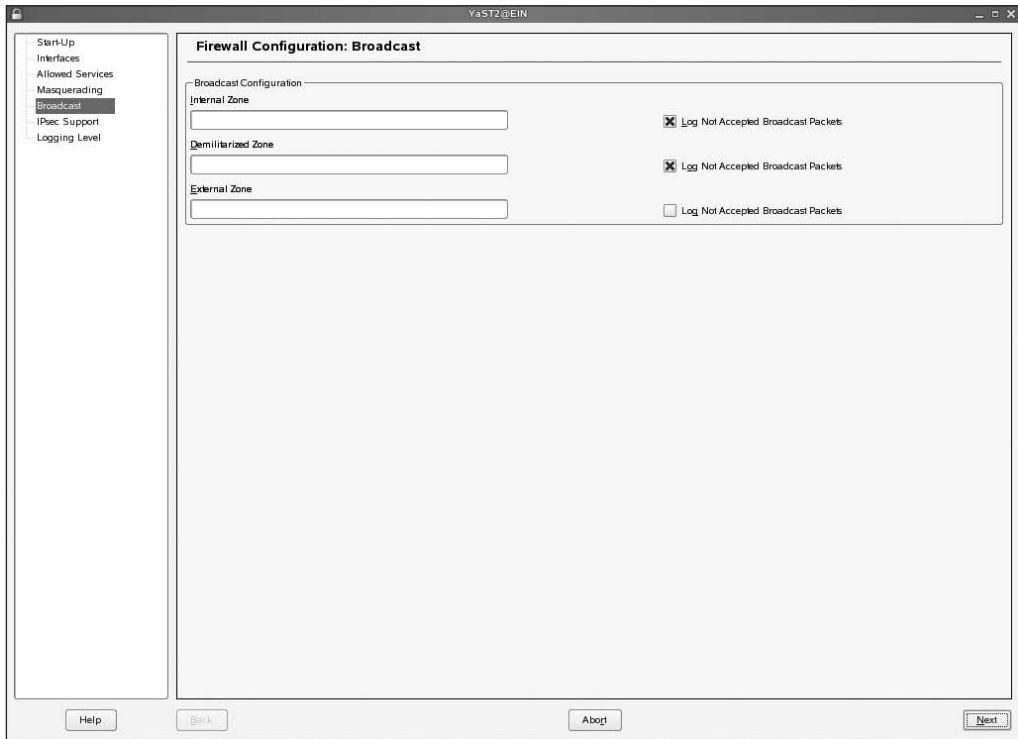 YaST2@EIN
Start-Up
Interfaces
Allowed Services
Masquerading
Broadcast
IPsec Support
Logging Level
Firewall Configuration: Broadcast
Broadcast Configuration
Internal Zone
Log Not Accepted Broadcast Packets
Demilitarized Zone
Log Not Accepted Broadcast Packets
External Zone
Log Not Accepted Broadcast Packets
Help
Back
Abort
Next